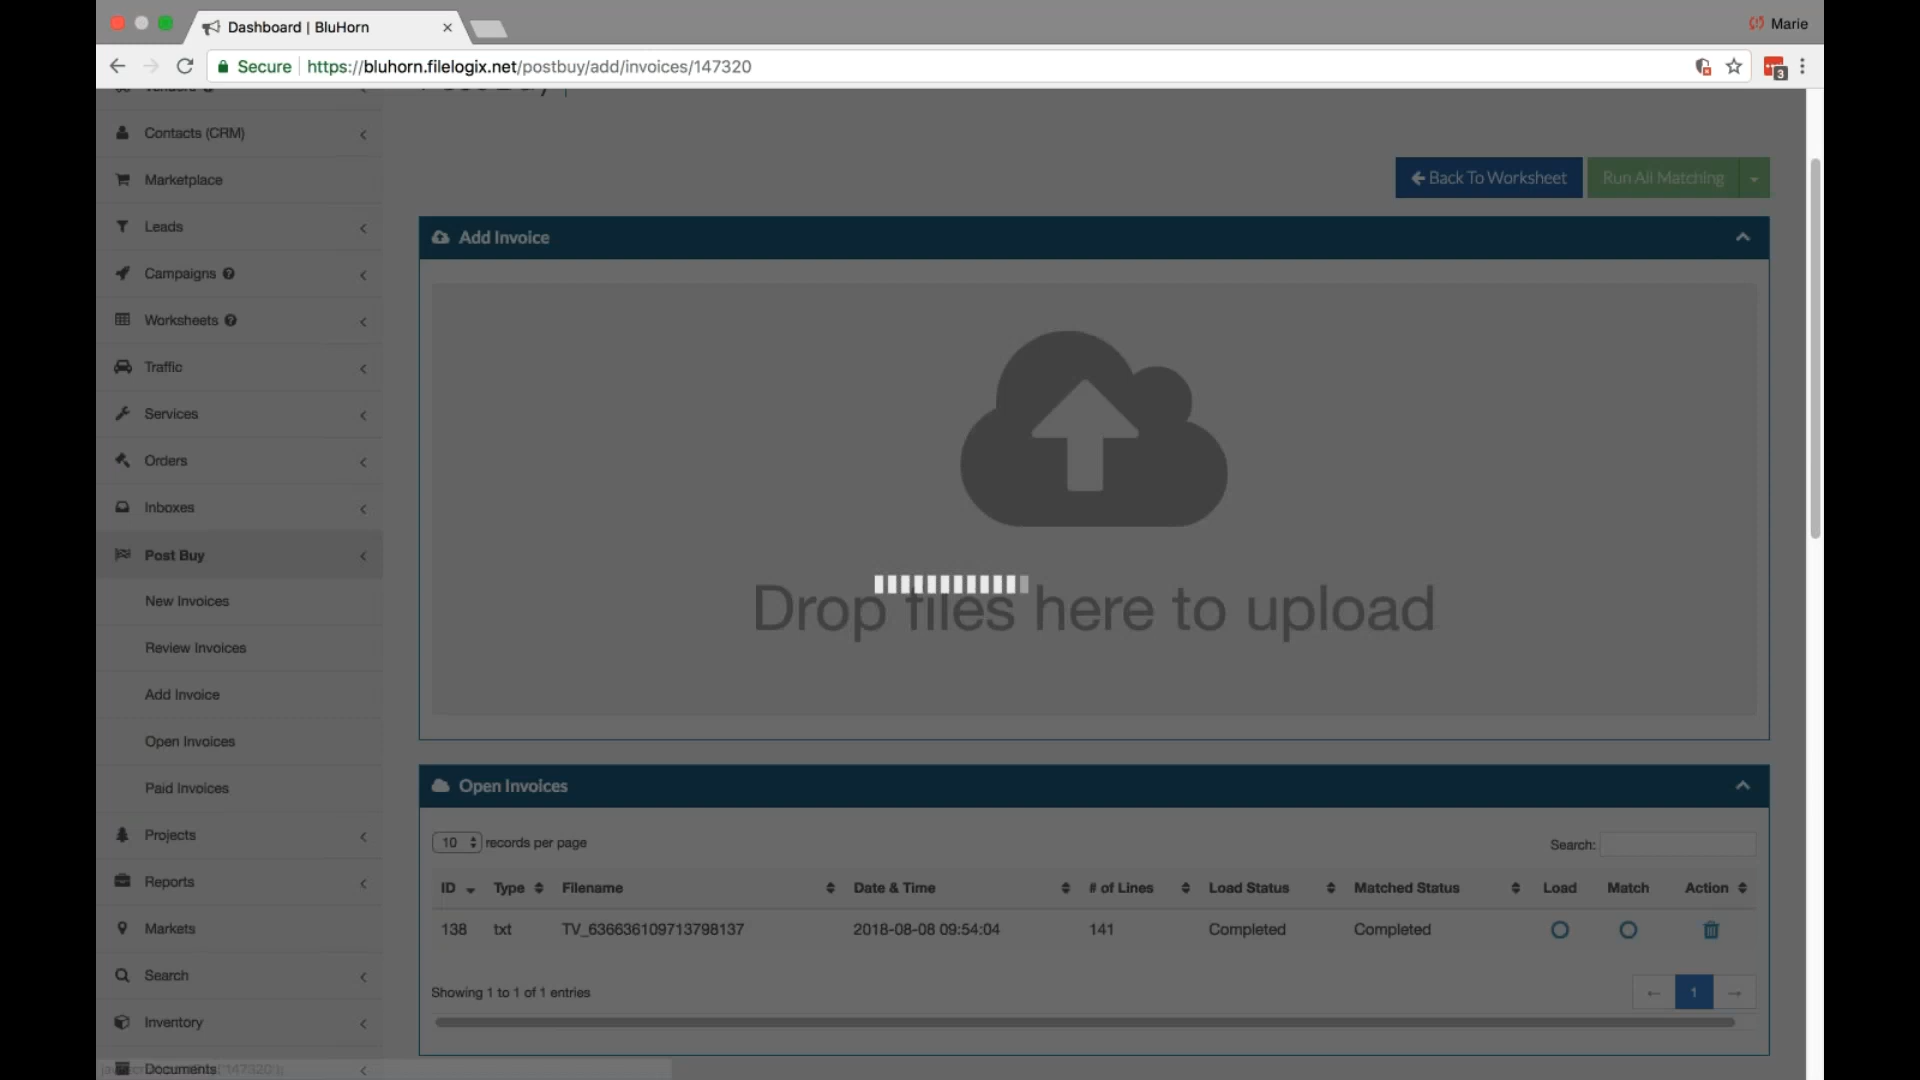 Dashboard | BluHorn
Marie
Secure
https://bluhorn.filelogix.net/postbuy/add/invoices/147320
3
Contacts (CRM)
Marketplace
Leads
Campaigns
Worksheets
Traffic
Services
Orders
Inboxes
Post Buy
New Invoices
Review Invoices
Add Invoice
Open Invoices
Paid Invoices
Projects
Reports
Markets
Search
Inventory
Documents
Back To Worksheet
Run All Matching
Add Invoice
Drop files here to upload
Open Invoices
10 records per page
Search:
ID Type Filename Date & Time # of Lines Load Status Matched Status Load Match Action
138 txt TV_636636109713798137 2018-08-08 09:54:04 141 Completed Completed
Showing 1 to 1 of 1 entries
← 1 →